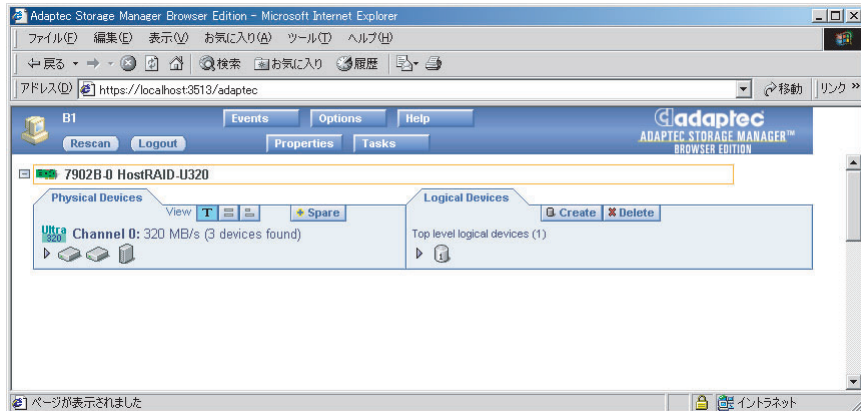 Adaptec Storage Manager Browser Edition - Microsoft Internet Explorer
ファイル(F) 編集(E) 表示(V) お気に入り(A) ツール(T) ヘルプ(H)
戻る 検索 お気に入り 履歴
アドレス(D) https://localhost:3513/adaptec 移動 リンク »
B1 Events Options Help adaptec
Rescan Logout Properties Tasks ADAPTEC STORAGE MANAGER™
BROWSER EDITION
7902B-0 HostRAID-U320
Physical Devices Logical Devices
View T + Spare Create Delete
Ultra 320 Channel 0: 320 MB/s (3 devices found) Top level logical devices (1)
ページが表示されました イントラネット